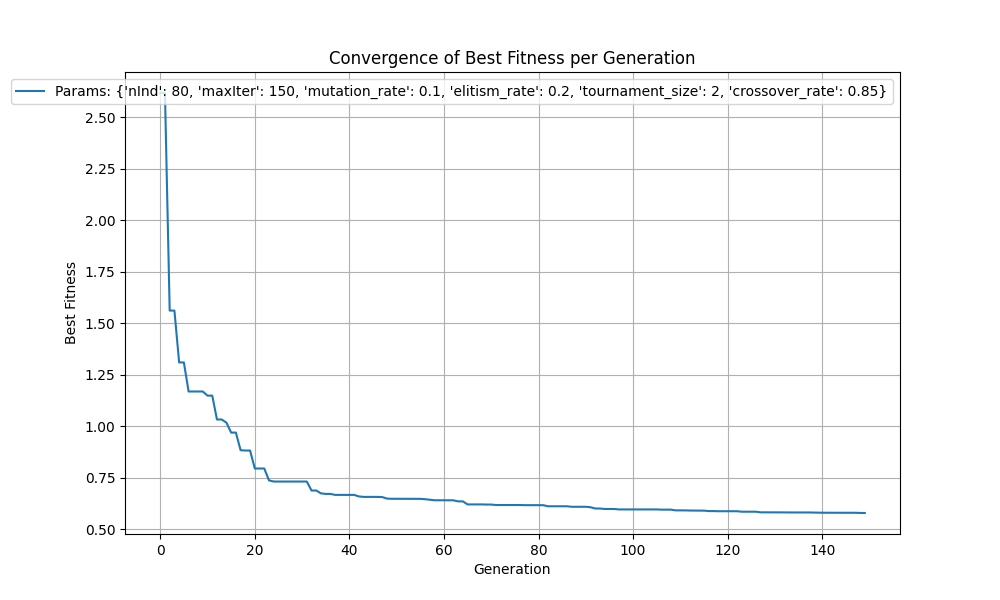 Convergence of Best Fitness per Generation
Params: {'nInd': 80, 'maxIter': 150, 'mutation_rate': 0.1, 'elitism_rate': 0.2, 'tournament_size': 2, 'crossover_rate': 0.85}
Best Fitness
2.50
2.25
2.00
1.75
1.50
1.25
1.00
0.75
0.50
0 20 40 60 80 100 120 140
Generation